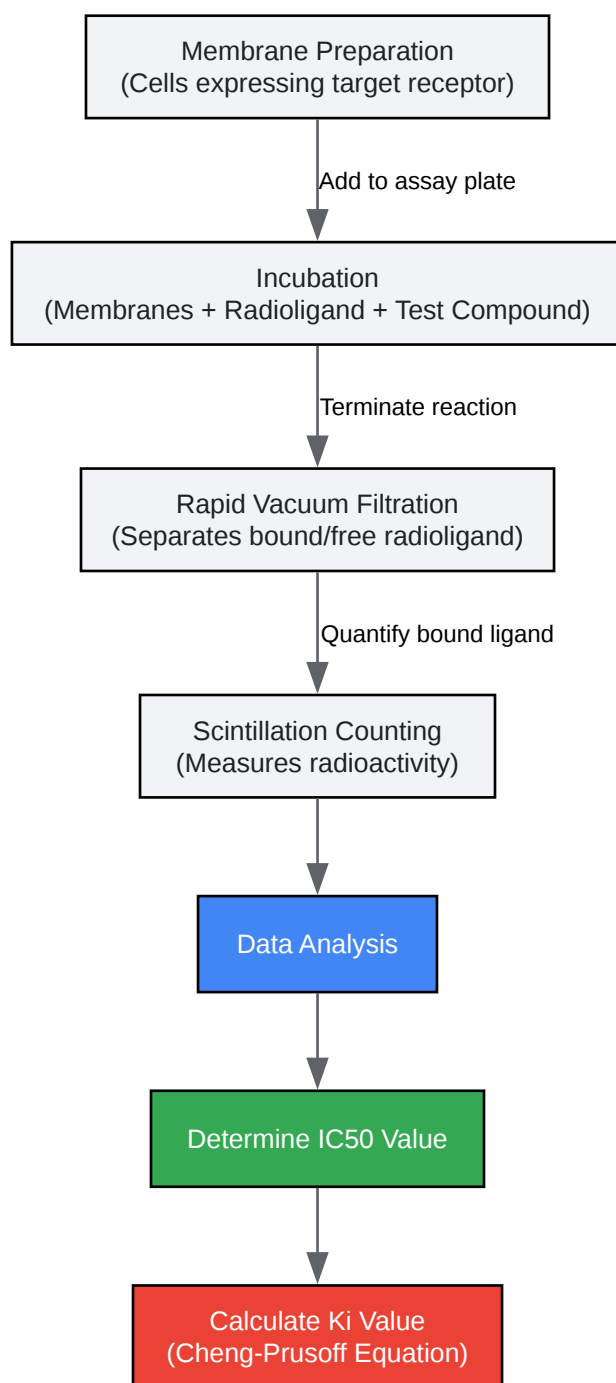 Membrane Preparation
(Cells expressing target receptor)
Add to assay plate
Incubation
(Membranes + Radioligand + Test Compound)
Terminate reaction
Rapid Vacuum Filtration
(Separates bound/free radioligand)
Quantify bound ligand
Scintillation Counting
(Measures radioactivity)
Data Analysis
Determine IC50 Value
Calculate Ki Value
(Cheng-Prusoff Equation)